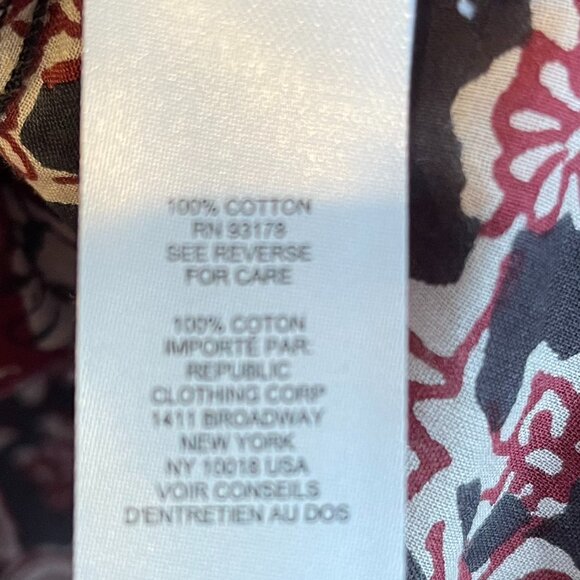 100% COTTON
RN 93179
SEE REVERSE
FOR CARE
100% COTON
IMPORTÉ PAR:
REPUBLIC
CLOTHING CORP
1411 BROADWAY
NEW YORK
NY 10018 USA
VOIR CONSEILS
D'ENTRETIEN AU DOS